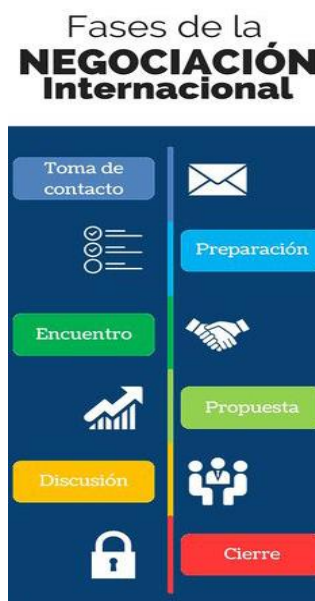 Fases de la
NEGOCIACIÓN
Internacional
Toma de
contacto
Preparación
Encuentro
Propuesta
Discusión
Cierre